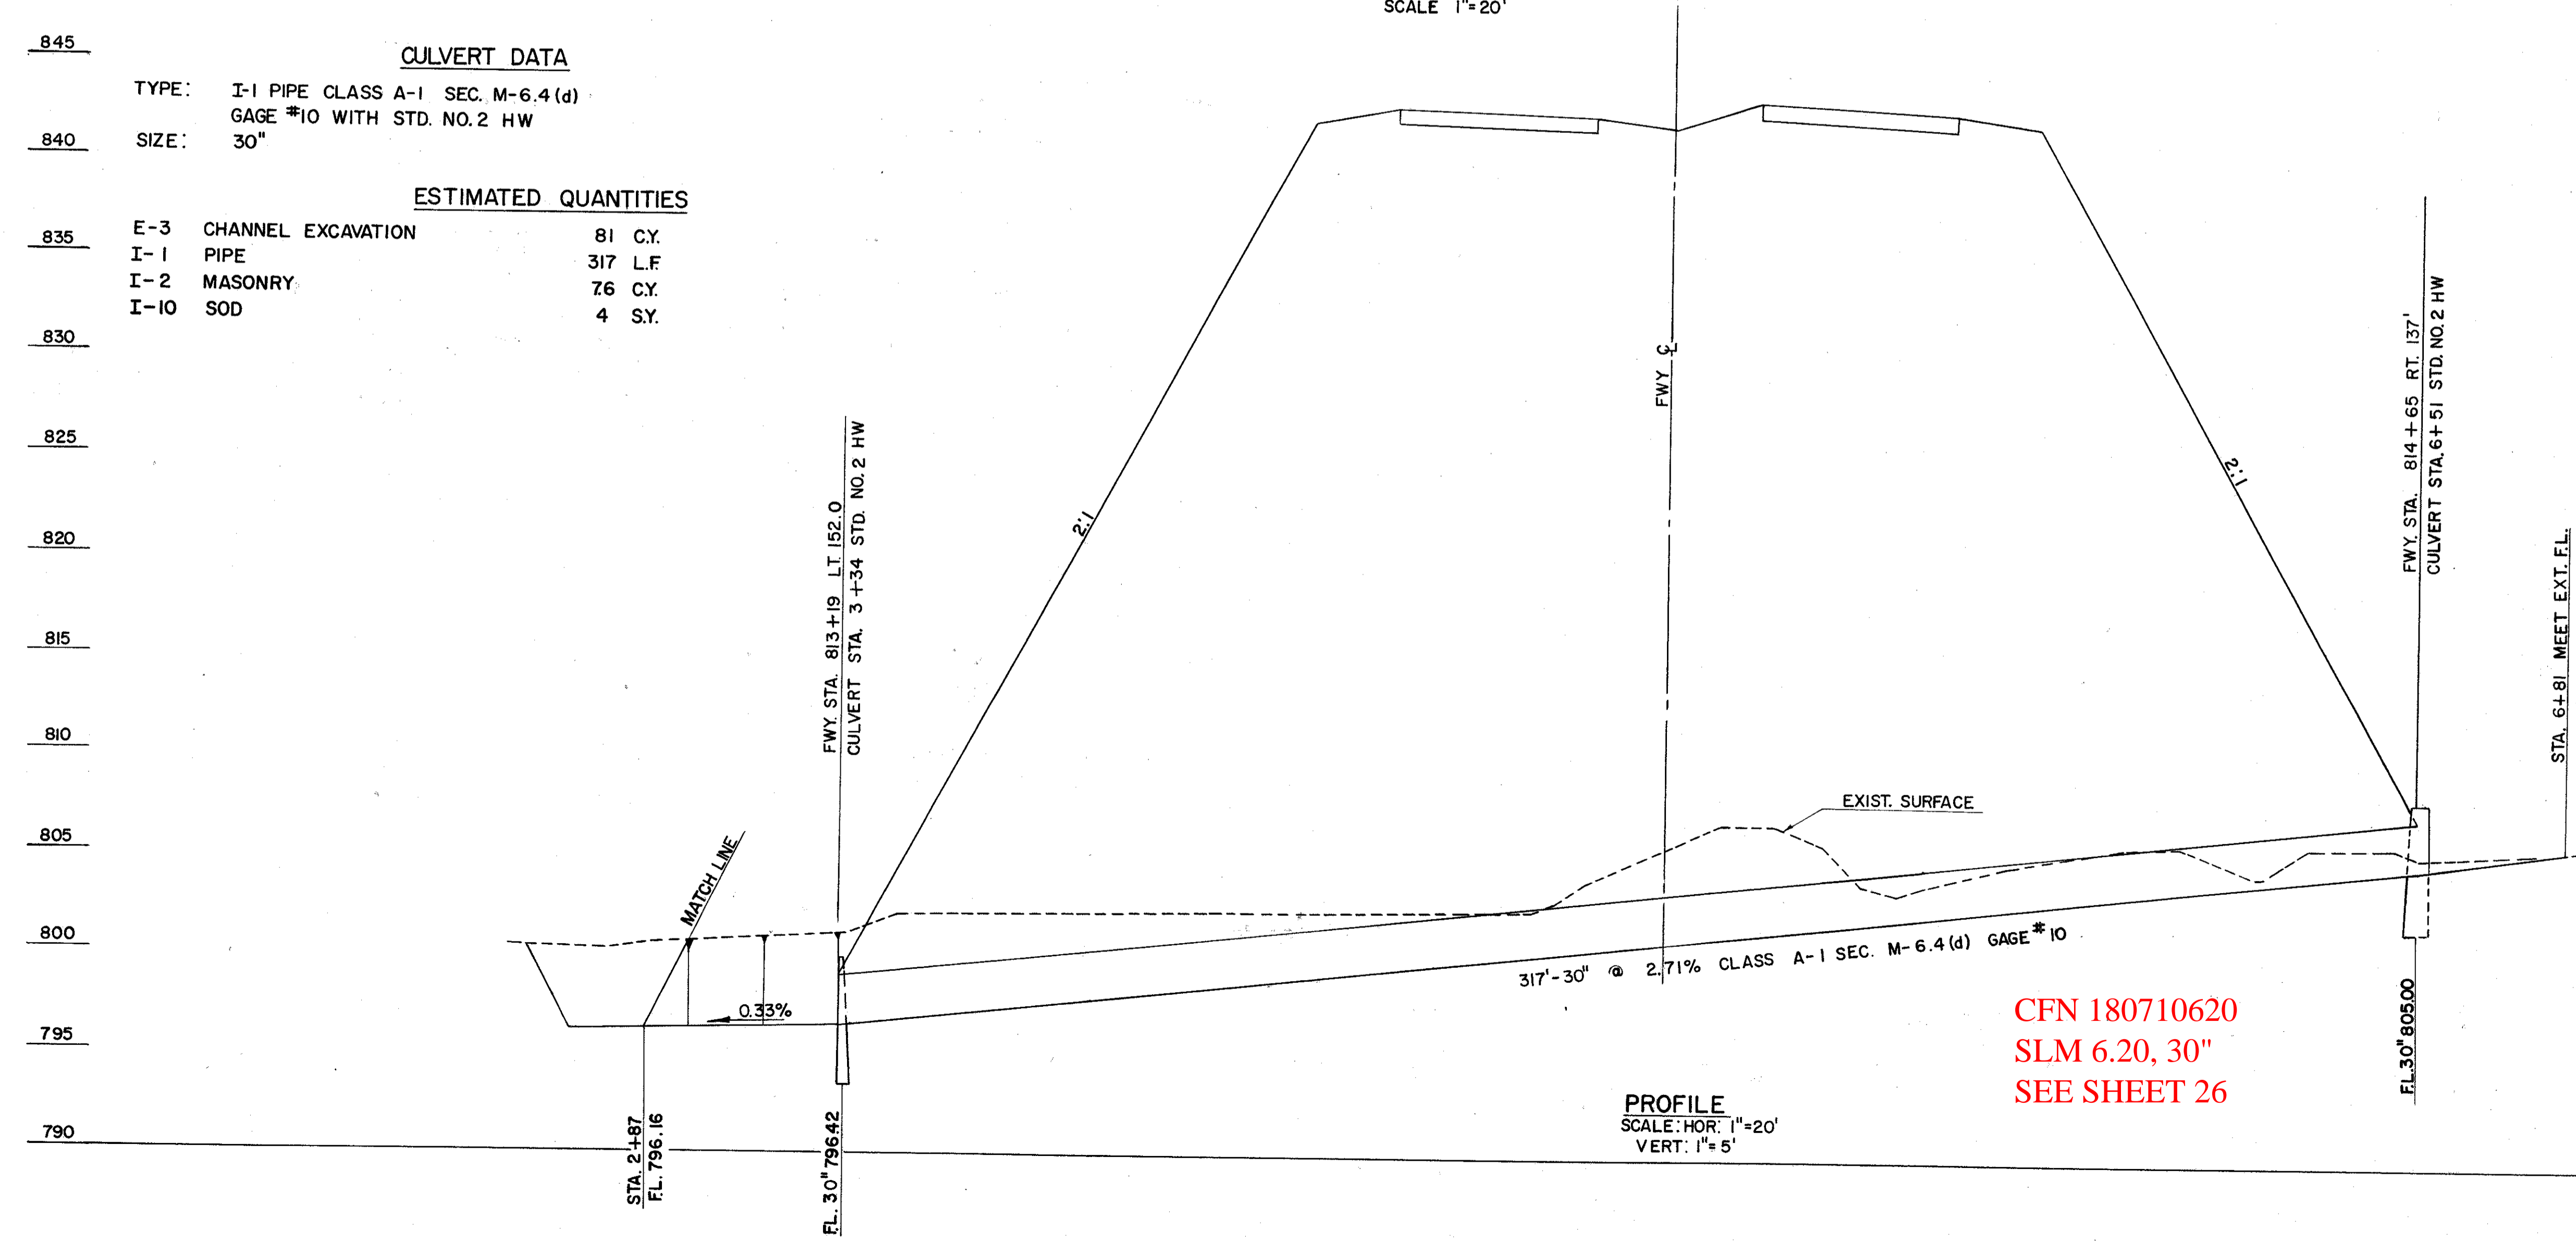 SCALE 1"=20'
845
840
835
830
825
820
815
810
805
800
795
790
CULVERT DATA
TYPE: I-1 PIPE CLASS A-1 SEC. M-6.4(d)
GAGE #10 WITH STD. NO. 2 HW
SIZE: 30"
ESTIMATED QUANTITIES
E-3 CHANNEL EXCAVATION 81 C.Y.
I-1 PIPE 317 L.F.
I-2 MASONRY 7.6 C.Y.
I-10 SOD 4 S.Y.
FWY ℄
2:1
2:1
FWY. STA. 813+19 LT. 152.0
CULVERT STA. 3+34 STD. NO. 2 HW
FWY. STA. 814+65 RT. 137'
CULVERT STA. 6+51 STD. NO. 2 HW
STA. 6+81 MEET EXT. F.L.
EXIST. SURFACE
MATCH LINE
0.33%
317'-30" @ 2.71% CLASS A-1 SEC. M-6.4(d) GAGE #10
STA. 2+87
F.L. 796.16
F.L. 30" 796.42
F.L. 30" 805.00
CFN 180710620
SLM 6.20, 30"
SEE SHEET 26
PROFILE
SCALE: HOR: 1"=20'
VERT: 1"=5'